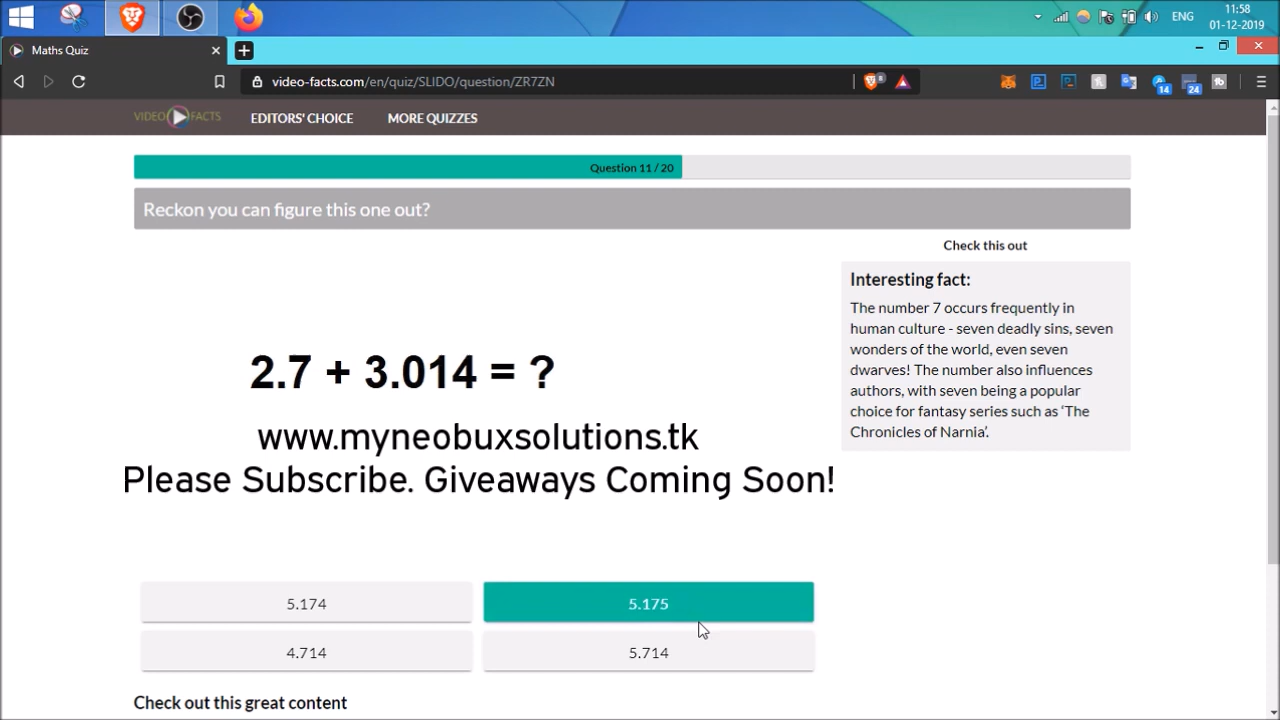 11:58
ENG
01-12-2019
Maths Quiz
video-facts.com/en/quiz/SLIDO/question/ZR7ZN
8
14
24
VIDEO FACTS
EDITORS' CHOICE
MORE QUIZZES
Question 11 / 20
Reckon you can figure this one out?
2.7 + 3.014 = ?
www.myneobuxsolutions.tk
Please Subscribe. Giveaways Coming Soon!
5.174
5.175
4.714
5.714
Check out this great content
Check this out
Interesting fact:
The number 7 occurs frequently in
human culture - seven deadly sins, seven
wonders of the world, even seven
dwarves! The number also influences
authors, with seven being a popular
choice for fantasy series such as ‘The
Chronicles of Narnia’.